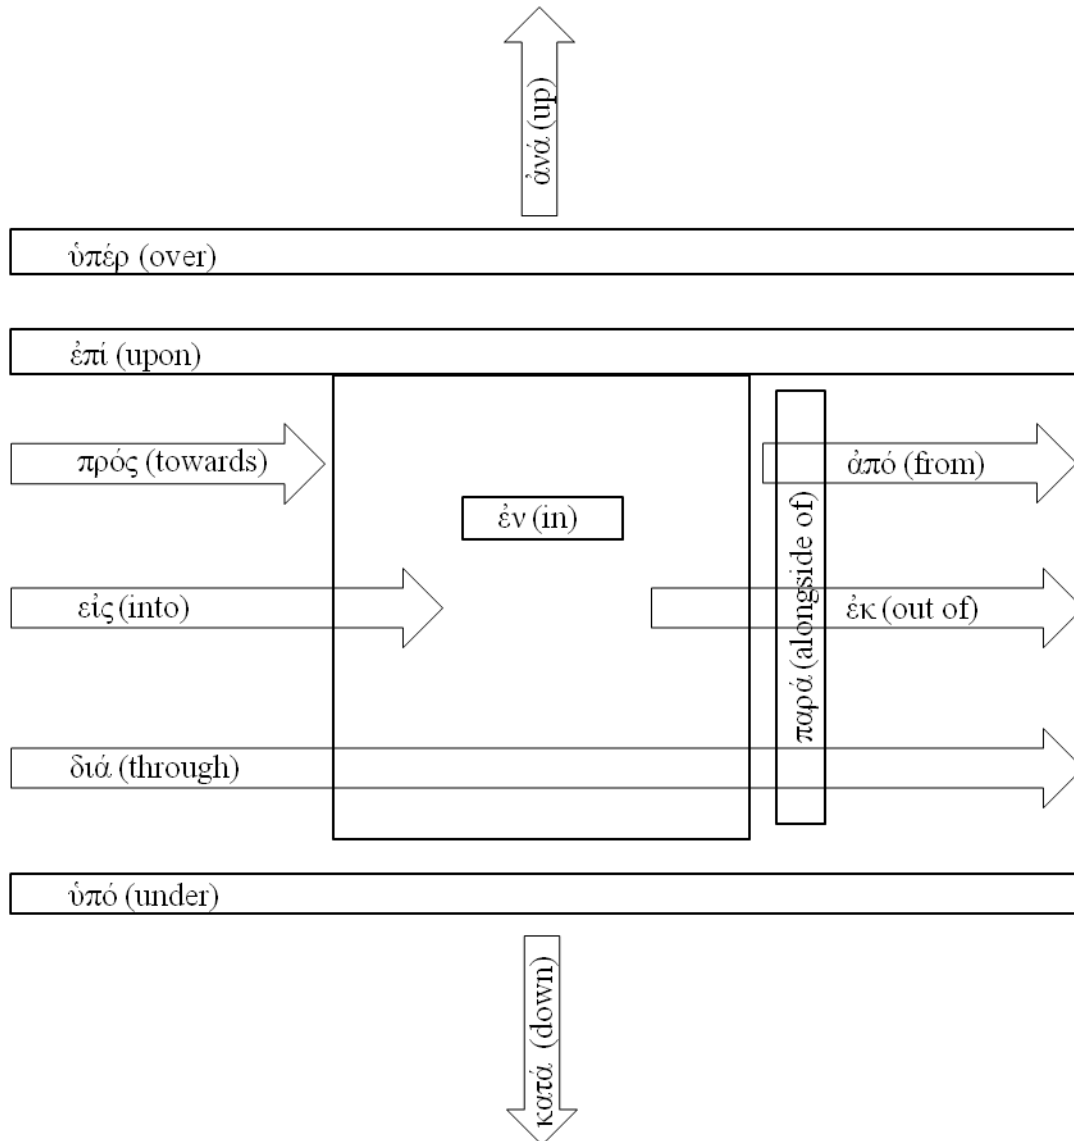 ἀνά (up)
ὑπέρ (over)
ἐπί (upon)
πρός (towards)
ἀπό (from)
ἐν (in)
εἰς (into)
ἐκ (out of)
παρά (alongside of)
διά (through)
ὑπό (under)
κατά (down)